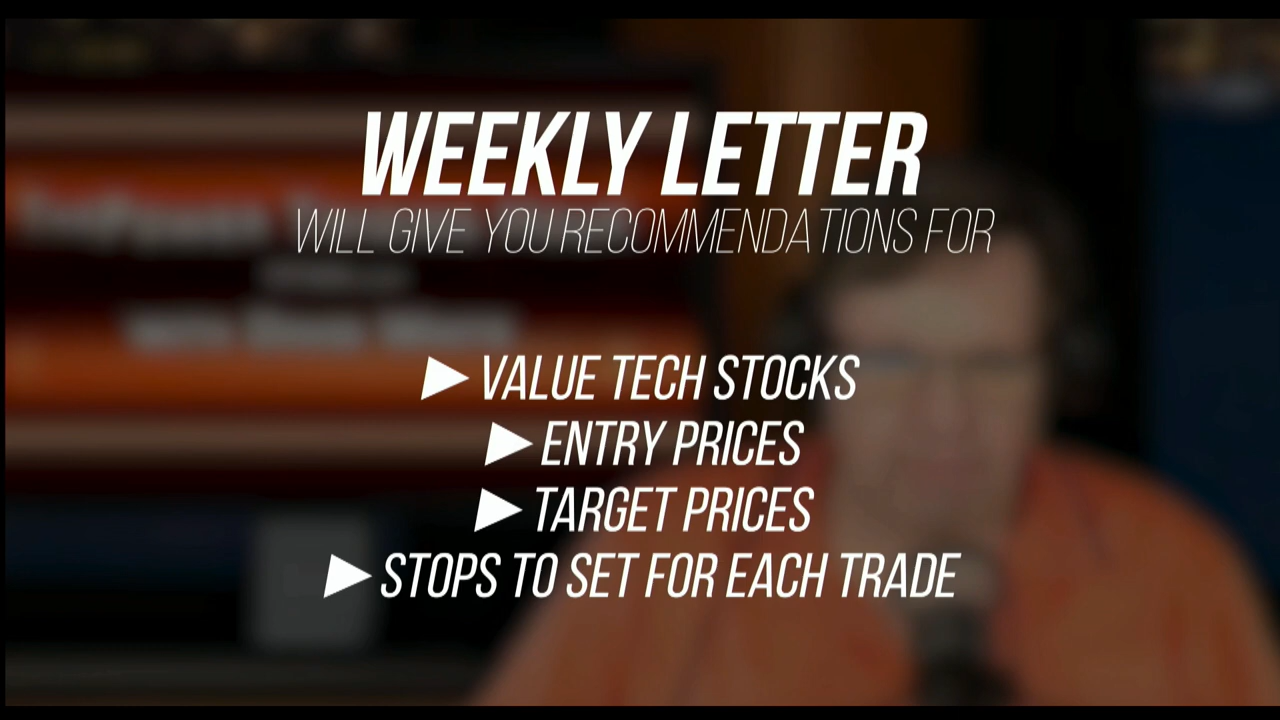 WEEKLY LETTER
WILL GIVE YOU RECOMMENDATIONS FOR
▶ VALUE TECH STOCKS
▶ ENTRY PRICES
▶ TARGET PRICES
▶ STOPS TO SET FOR EACH TRADE